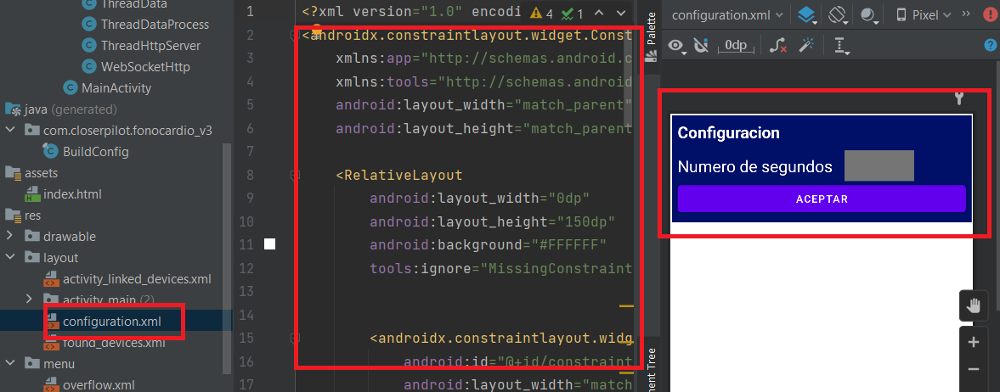 ThreadData
ThreadDataProcess
ThreadHttpServer
WebSocketHttp
MainActivity
java (generated)
com.closerpilot.fonocardio_v3
BuildConfig
assets
index.html
res
drawable
layout
activity_linked_devices.xml
activity_main (2)
configuration.xml
found_devices.xml
menu
overflow.xml
1 <?xml version="1.0" encodi
4 1
2 <androidx.constraintlayout.widget.Const
3 xmlns:app="http://schemas.android.c
4 xmlns:tools="http://schemas.android
5 android:layout_width="match_parent"
6 android:layout_height="match_parent
7
8 <RelativeLayout
9 android:layout_width="0dp"
10 android:layout_height="150dp"
11 android:background="#FFFFFF"
12 tools:ignore="MissingConstraint
13
14
15 <androidx.constraintlayout.widg
16 android:id="@+id/constraint
17 android:layout_width="match
Palette
nent Tree
configuration.xml
Pixel
0dp
Configuracion
Numero de segundos
ACEPTAR